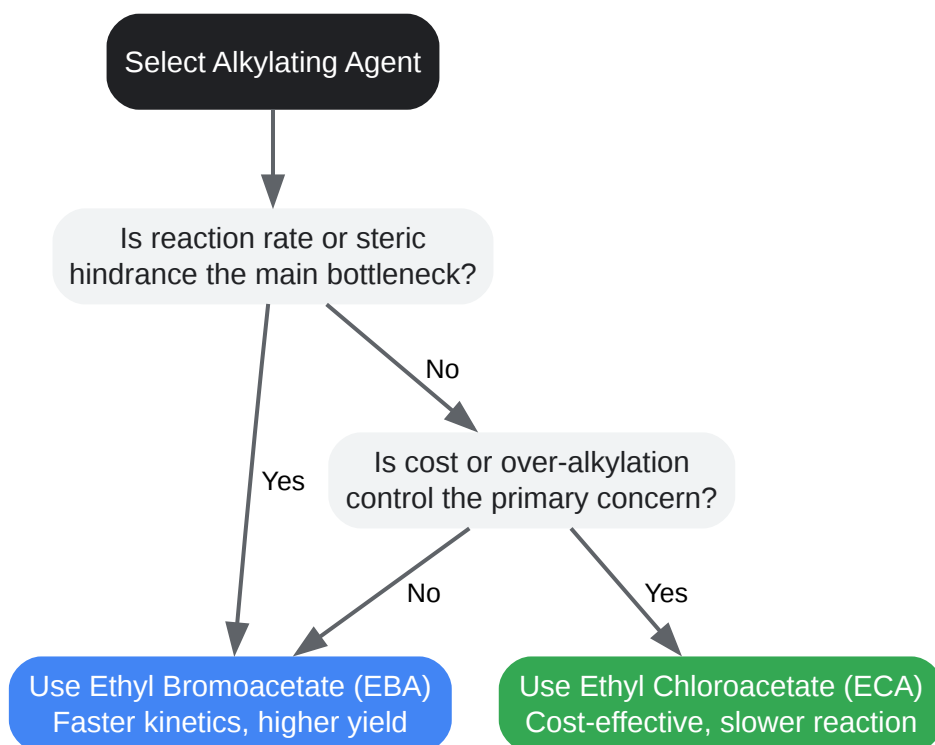 Select Alkylating Agent
Is reaction rate or steric
hindrance the main bottleneck?
No
Is cost or over-alkylation
control the primary concern?
Yes
No
Yes
Use Ethyl Bromoacetate (EBA)
Faster kinetics, higher yield
Use Ethyl Chloroacetate (ECA)
Cost-effective, slower reaction